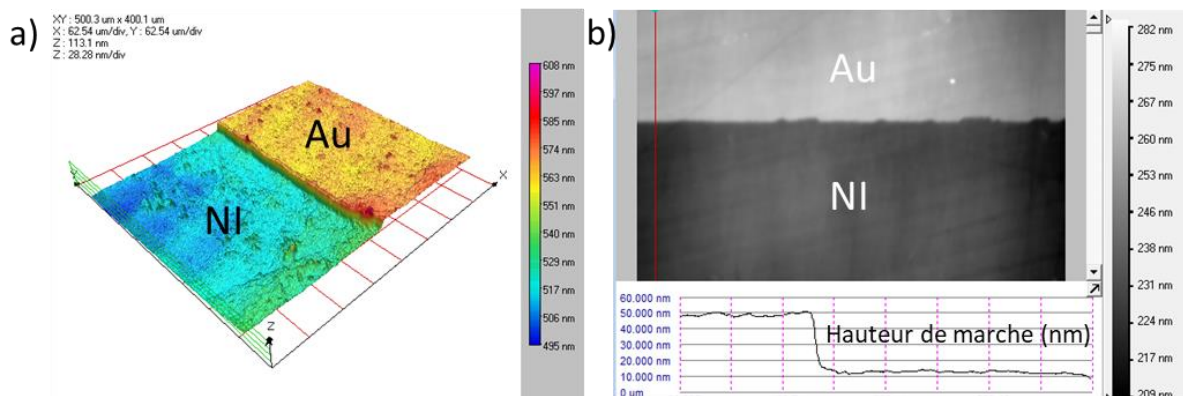 a)
XY : 500.3 um x 400.1 um
X : 62.54 um/div, Y : 62.54 um/div
Z : 113.1 nm
Z : 28.28 nm/div
Au
NI
X
Z
608 nm
597 nm
585 nm
574 nm
562 nm
551 nm
540 nm
529 nm
517 nm
506 nm
495 nm
b)
Au
NI
282 nm
275 nm
267 nm
260 nm
253 nm
246 nm
238 nm
231 nm
224 nm
217 nm
209 nm
60.000 nm
50.000 nm
40.000 nm
30.000 nm
20.000 nm
10.000 nm
0 um
Hauteur de marche (nm)